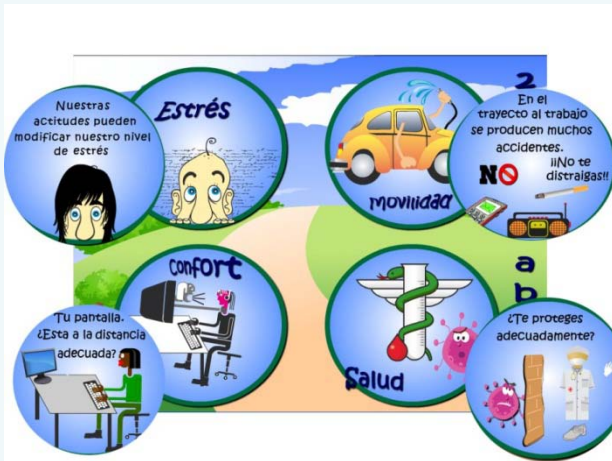 Nuestras
actitudes pueden
modificar nuestro nivel
de estrés
Estrés
movilidad
2
En el
trayecto al trabajo
se producen muchos
accidentes.
NO
¡¡No te
distraigas!!
Confort
Tu pantalla.
¿Esta a la distancia
adecuada?
Salud
a
b
¿Te proteges
adecuadamente?